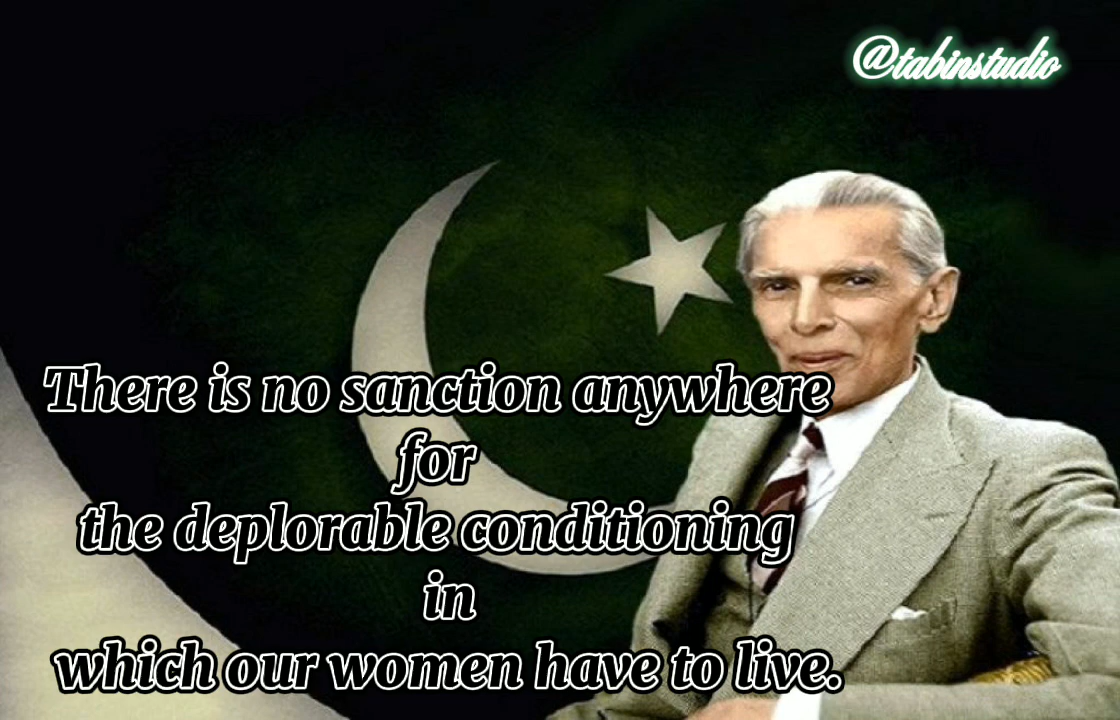 @tabinstudio
There is no sanction anywhere
for
the deplorable conditioning
in
which our women have to live.